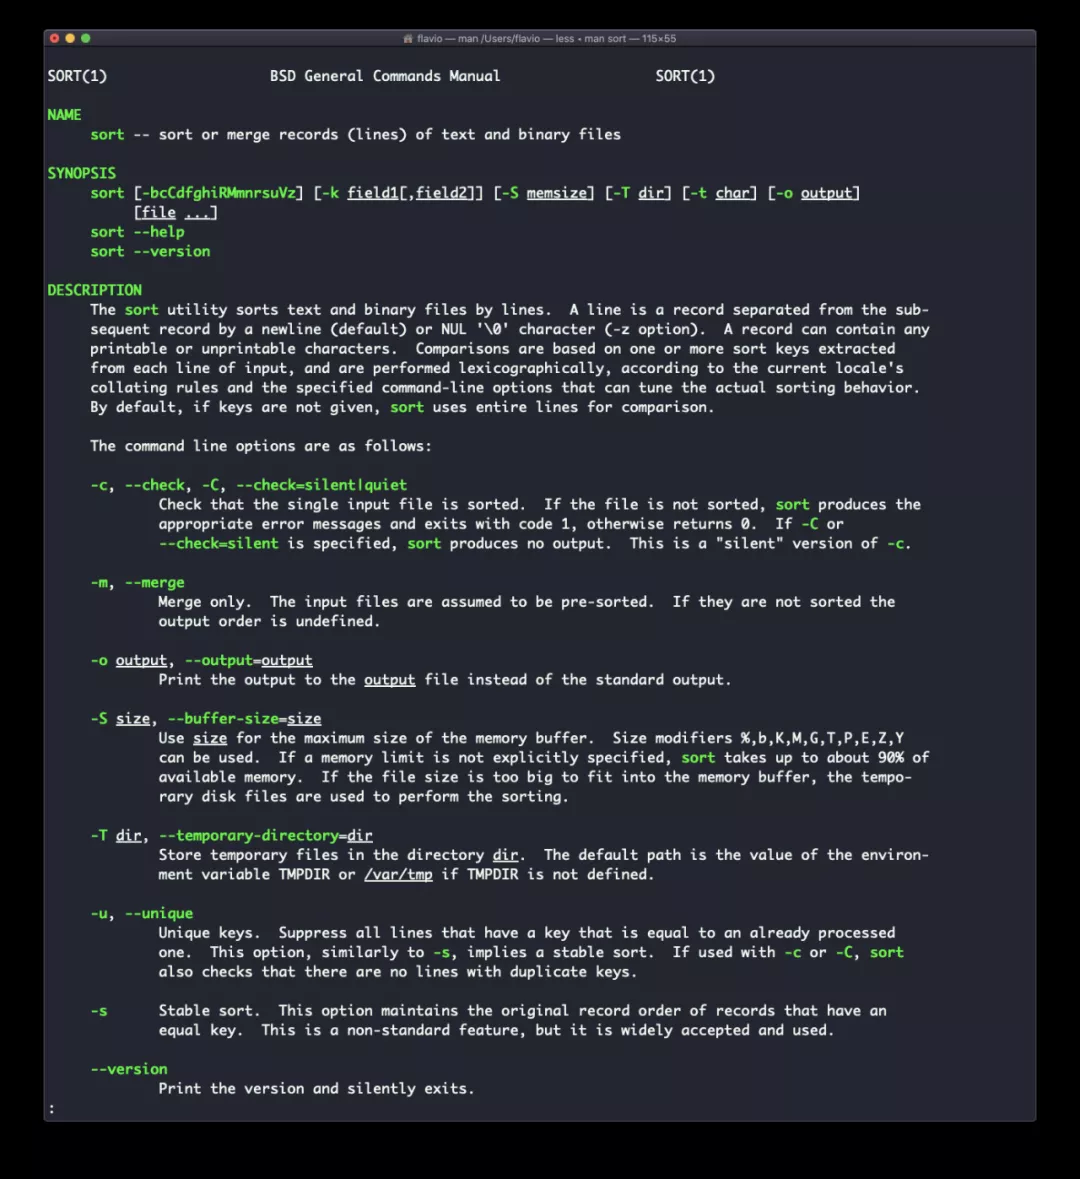 flavio — man /Users/flavio — less • man sort — 115×55
SORT(1) BSD General Commands Manual SORT(1)
NAME
sort -- sort or merge records (lines) of text and binary files
SYNOPSIS
sort [-bcCdfghiRMmnrsuVz] [-k field1[,field2]] [-S memsize] [-T dir] [-t char] [-o output]
[file ...]
sort --help
sort --version
DESCRIPTION
The sort utility sorts text and binary files by lines.  A line is a record separated from the sub-
sequent record by a newline (default) or NUL '\0' character (-z option).  A record can contain any
printable or unprintable characters.  Comparisons are based on one or more sort keys extracted
from each line of input, and are performed lexicographically, according to the current locale's
collating rules and the specified command-line options that can tune the actual sorting behavior.
By default, if keys are not given, sort uses entire lines for comparison.
The command line options are as follows:
-c, --check, -C, --check=silent|quiet
Check that the single input file is sorted.  If the file is not sorted, sort produces the
appropriate error messages and exits with code 1, otherwise returns 0.  If -C or
--check=silent is specified, sort produces no output.  This is a "silent" version of -c.
-m, --merge
Merge only.  The input files are assumed to be pre-sorted.  If they are not sorted the
output order is undefined.
-o output, --output=output
Print the output to the output file instead of the standard output.
-S size, --buffer-size=size
Use size for the maximum size of the memory buffer.  Size modifiers %,b,K,M,G,T,P,E,Z,Y
can be used.  If a memory limit is not explicitly specified, sort takes up to about 90% of
available memory.  If the file size is too big to fit into the memory buffer, the tempo-
rary disk files are used to perform the sorting.
-T dir, --temporary-directory=dir
Store temporary files in the directory dir.  The default path is the value of the environ-
ment variable TMPDIR or /var/tmp if TMPDIR is not defined.
-u, --unique
Unique keys.  Suppress all lines that have a key that is equal to an already processed
one.  This option, similarly to -s, implies a stable sort.  If used with -c or -C, sort
also checks that there are no lines with duplicate keys.
-s Stable sort.  This option maintains the original record order of records that have an
equal key.  This is a non-standard feature, but it is widely accepted and used.
--version
Print the version and silently exits.
: